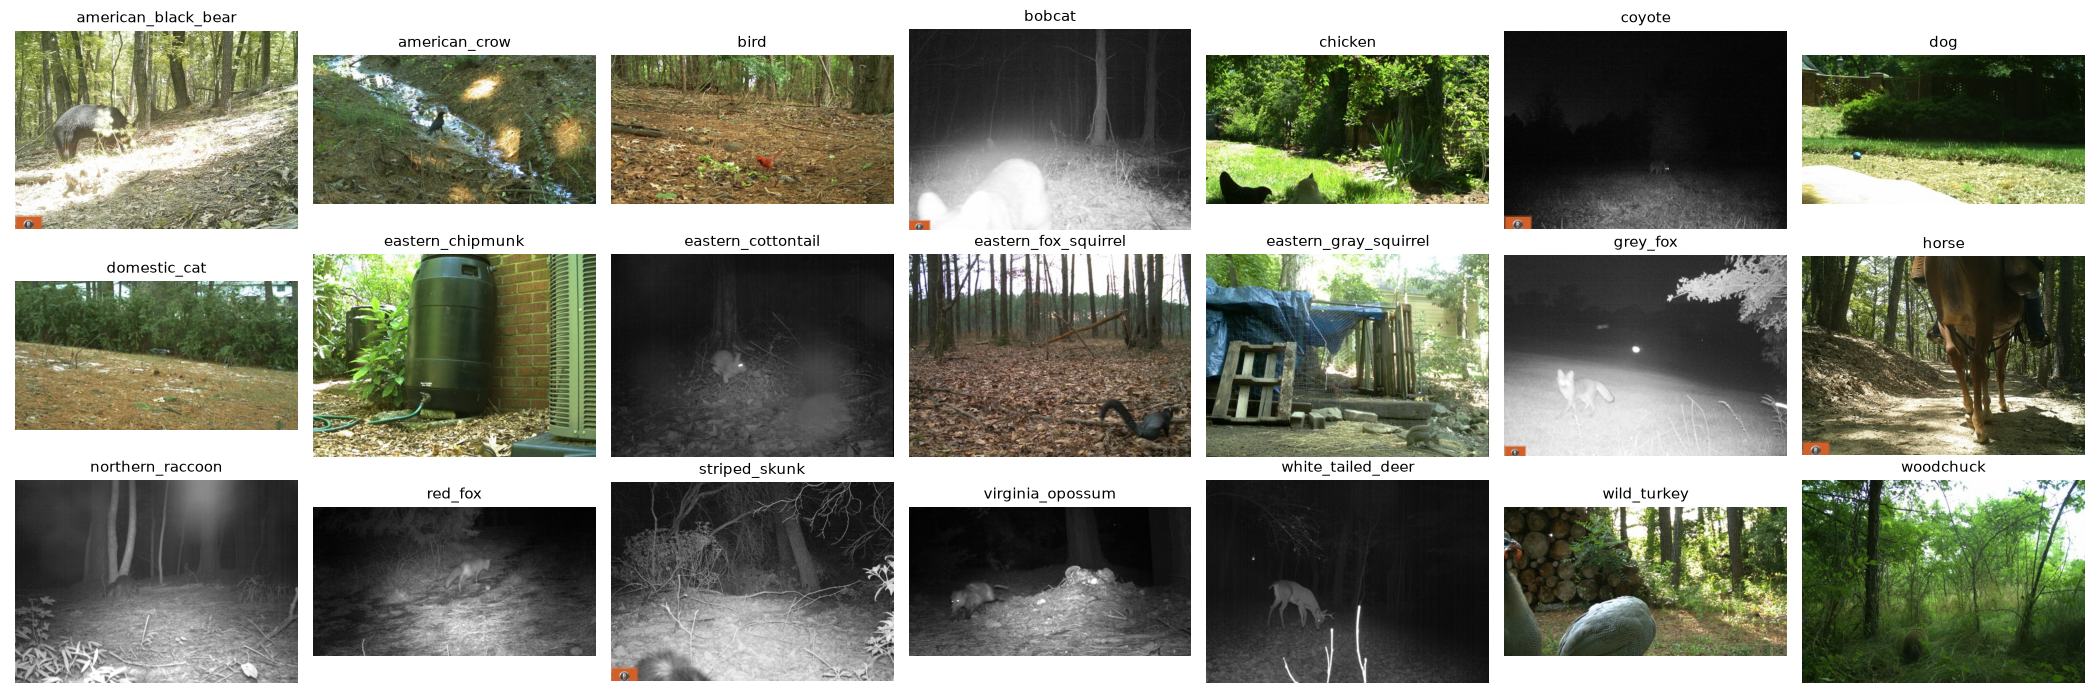 american_black_bear
american_crow
bird
bobcat
chicken
coyote
dog
domestic_cat
eastern_chipmunk
eastern_cottontail
eastern_fox_squirrel
eastern_gray_squirrel
grey_fox
horse
northern_raccoon
red_fox
striped_skunk
virginia_opossum
white_tailed_deer
wild_turkey
woodchuck